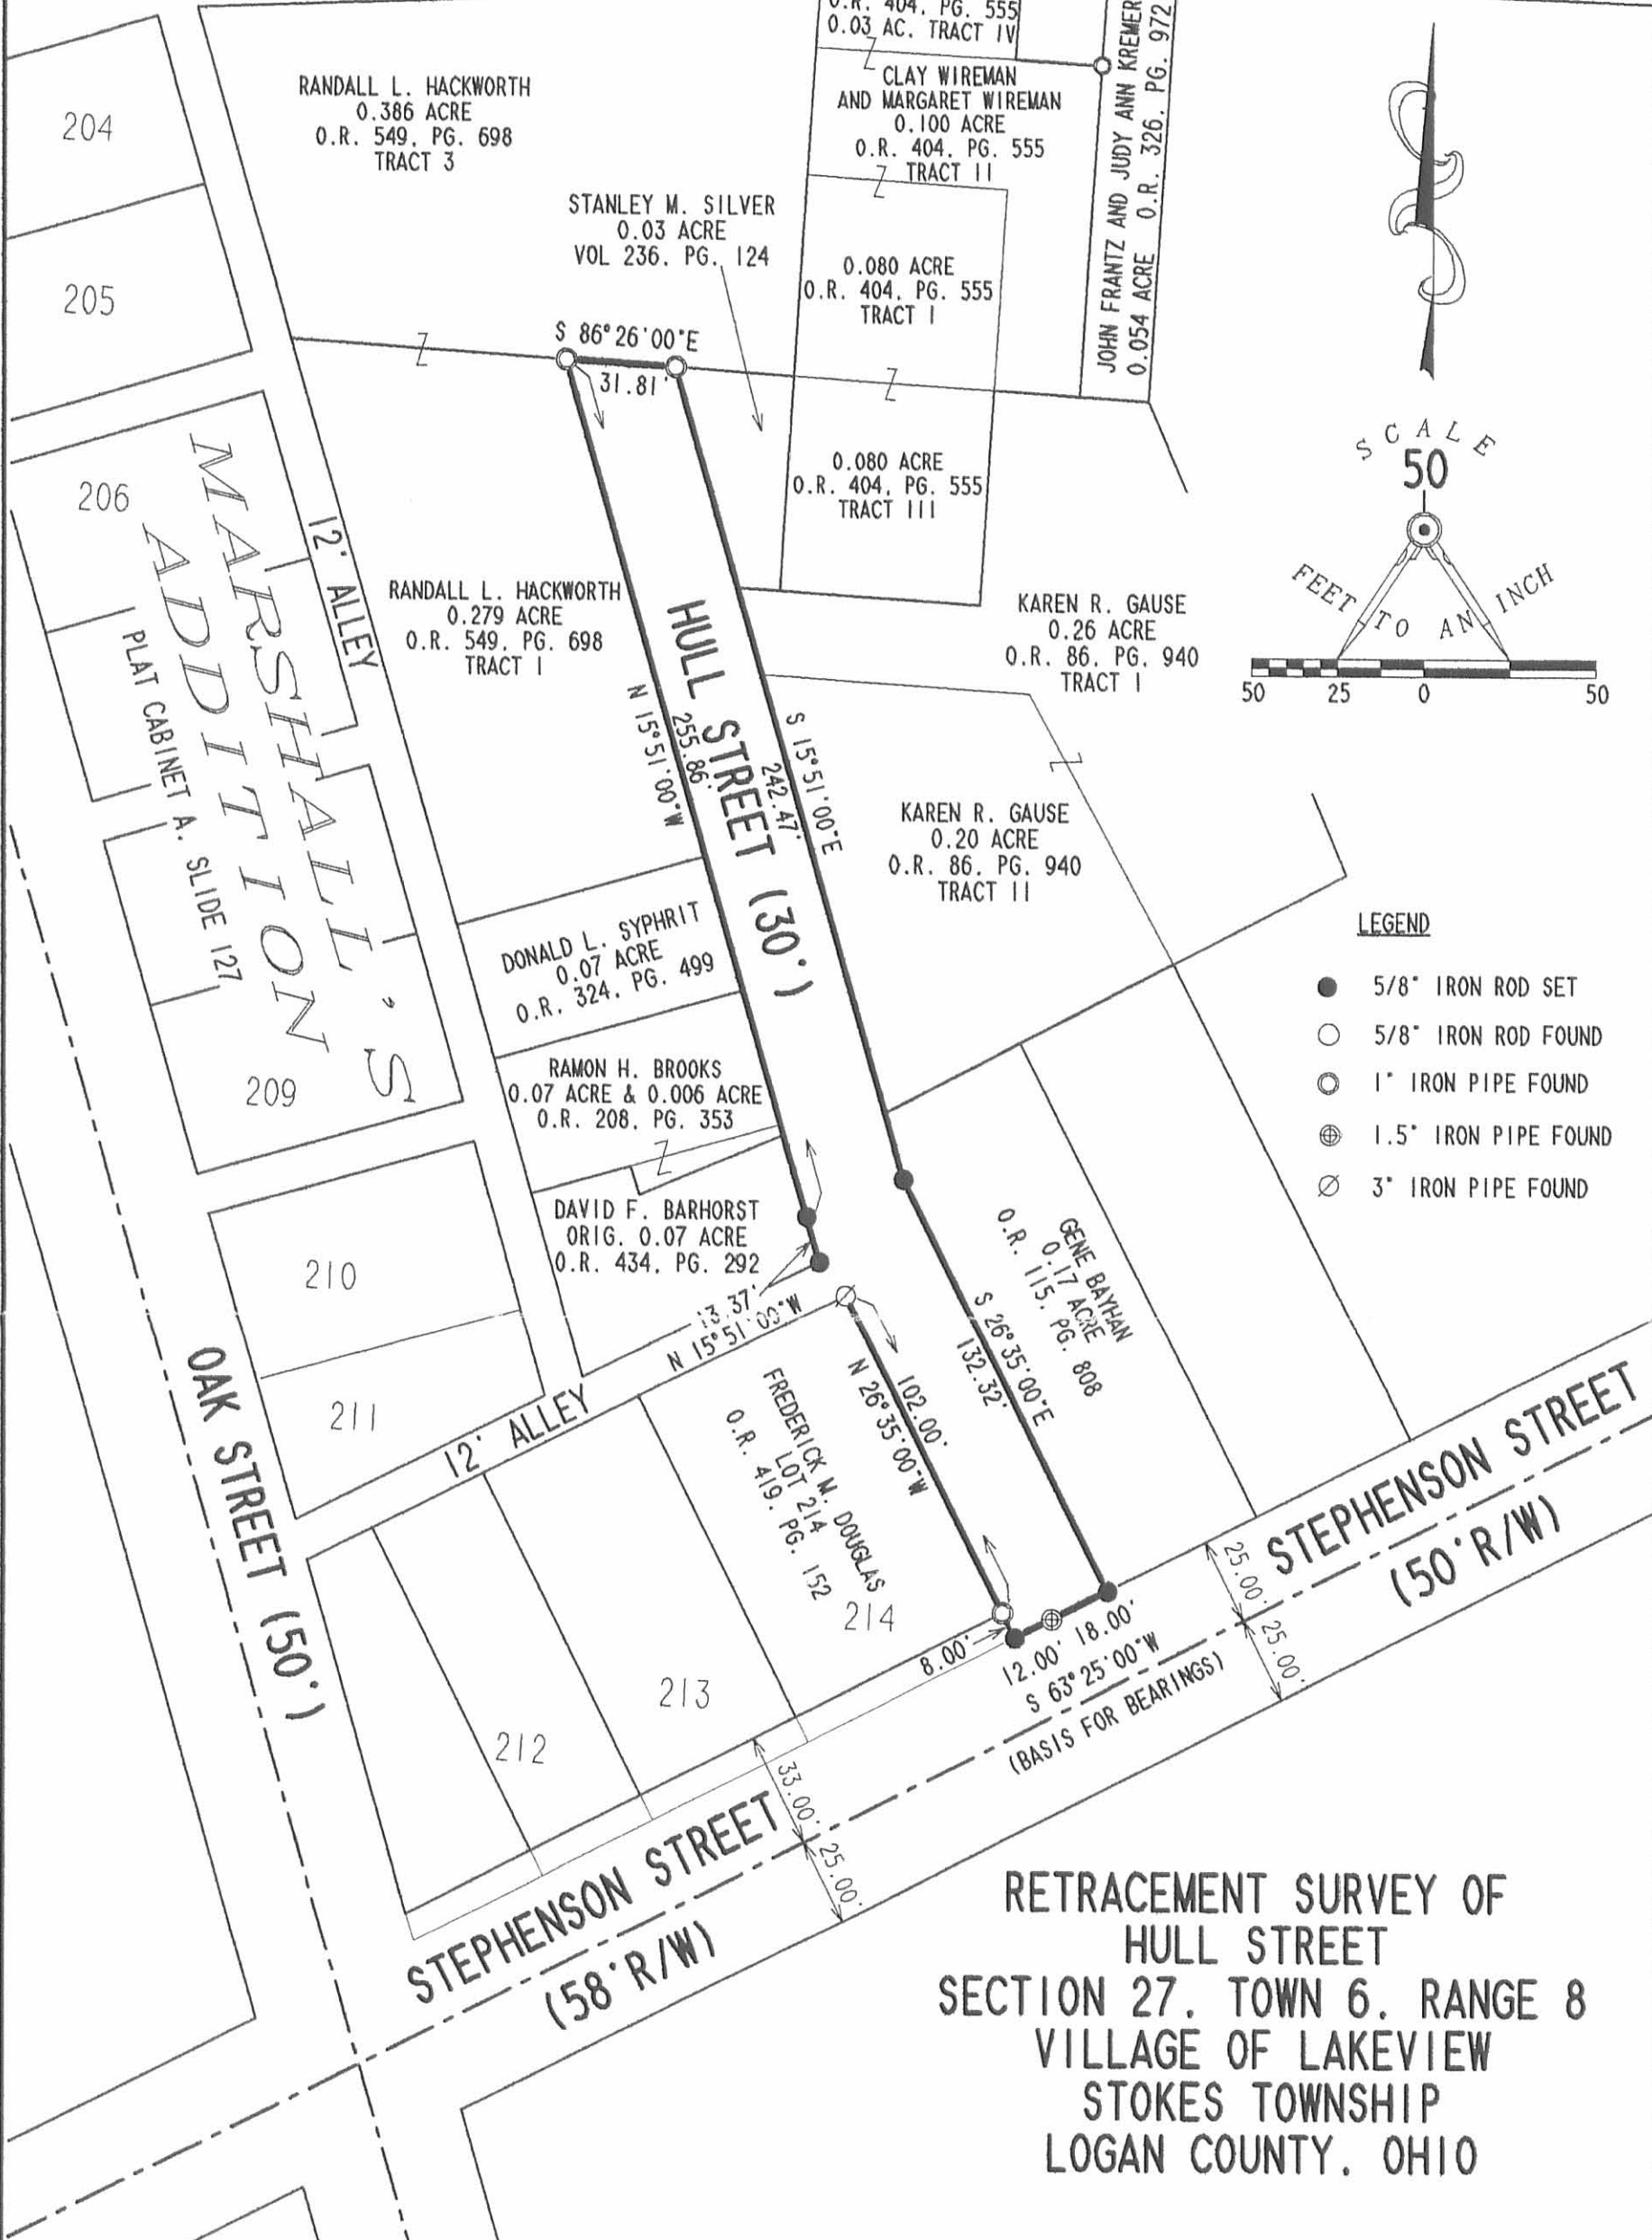 O.R. 404, PG. 555
0.03 AC. TRACT IV
CLAY WIREMAN
AND MARGARET WIREMAN
0.100 ACRE
O.R. 404, PG. 555
TRACT II
JOHN FRANTZ AND JUDY ANN KREMER
0.054 ACRE O.R. 326, PG. 972
RANDALL L. HACKWORTH
0.386 ACRE
O.R. 549, PG. 698
TRACT 3
204
205
206
STANLEY M. SILVER
0.03 ACRE
VOL 236, PG. 124
0.080 ACRE
O.R. 404, PG. 555
TRACT I
S 86°26'00"E
31.81'
0.080 ACRE
O.R. 404, PG. 555
TRACT III
SCALE
50
FEET TO AN INCH
50 25 0 50
MARSHALL'S
ADDITION
PLAT CABINET A, SLIDE 127
12' ALLEY
RANDALL L. HACKWORTH
0.279 ACRE
O.R. 549, PG. 698
TRACT I
HULL STREET (30')
N 15°51'00"W
255.86'
S 15°51'00"E
242.47'
KAREN R. GAUSE
0.26 ACRE
O.R. 86, PG. 940
TRACT I
KAREN R. GAUSE
0.20 ACRE
O.R. 86, PG. 940
TRACT II
LEGEND
5/8" IRON ROD SET
5/8" IRON ROD FOUND
1" IRON PIPE FOUND
1.5" IRON PIPE FOUND
3" IRON PIPE FOUND
DONALD L. SYPHRIT
0.07 ACRE
O.R. 324, PG. 499
RAMON H. BROOKS
0.07 ACRE & 0.006 ACRE
O.R. 208, PG. 353
DAVID F. BARHORST
ORIG. 0.07 ACRE
O.R. 434, PG. 292
13.37'
N 15°51'00"W
209
210
211
OAK STREET (50')
12' ALLEY
GENE BAYHAN
0.17 ACRE
O.R. 115, PG. 808
S 26°35'00"E
132.32'
102.00'
N 26°35'00"W
FREDERICK M. DOUGLAS
LOT 214
O.R. 419, PG. 152
214
213
212
8.00'
12.00' 18.00'
S 63°25'00"W
(BASIS FOR BEARINGS)
25.00'
25.00'
STEPHENSON STREET
(50'R/W)
33.00'
25.00'
STEPHENSON STREET
(58'R/W)
RETRACEMENT SURVEY OF
HULL STREET
SECTION 27, TOWN 6, RANGE 8
VILLAGE OF LAKEVIEW
STOKES TOWNSHIP
LOGAN COUNTY, OHIO